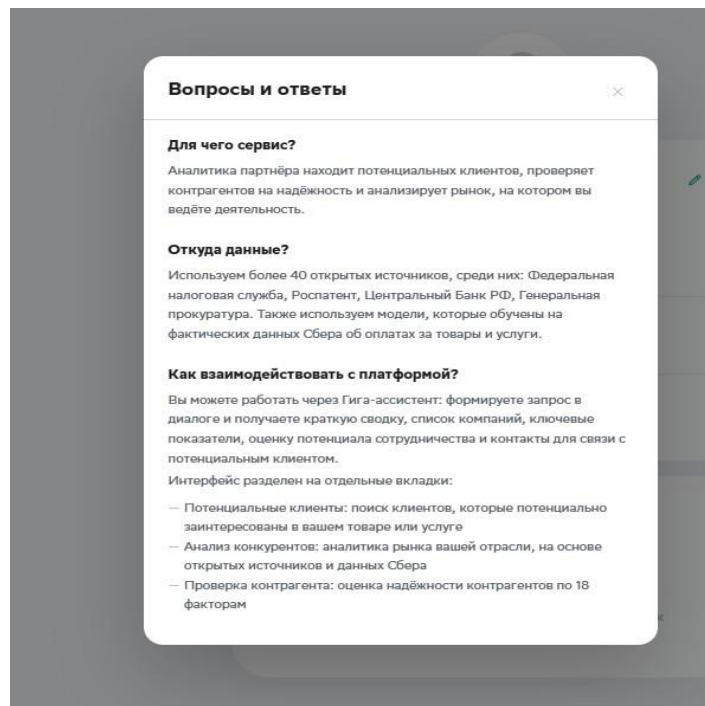 Вопросы и ответы
Для чего сервис?
Аналитика партнёра находит потенциальных клиентов, проверяет
контрагентов на надёжность и анализирует рынок, на котором вы
ведёте деятельность.
Откуда данные?
Используем более 40 открытых источников, среди них: Федеральная
налоговая служба, Роспатент, Центральный Банк РФ, Генеральная
прокуратура. Также используем модели, которые обучены на
фактических данных Сбера об оплатах за товары и услуги.
Как взаимодействовать с платформой?
Вы можете работать через Гига-ассистент: формируете запрос в
диалоге и получаете краткую сводку, список компаний, ключевые
показатели, оценку потенциала сотрудничества и контакты для связи с
потенциальным клиентом.
Интерфейс разделен на отдельные вкладки:
— Потенциальные клиенты: поиск клиентов, которые потенциально
заинтересованы в вашем товаре или услуге
— Анализ конкурентов: аналитика рынка вашей отрасли, на основе
открытых источников и данных Сбера
— Проверка контрагента: оценка надёжности контрагентов по 18
факторам